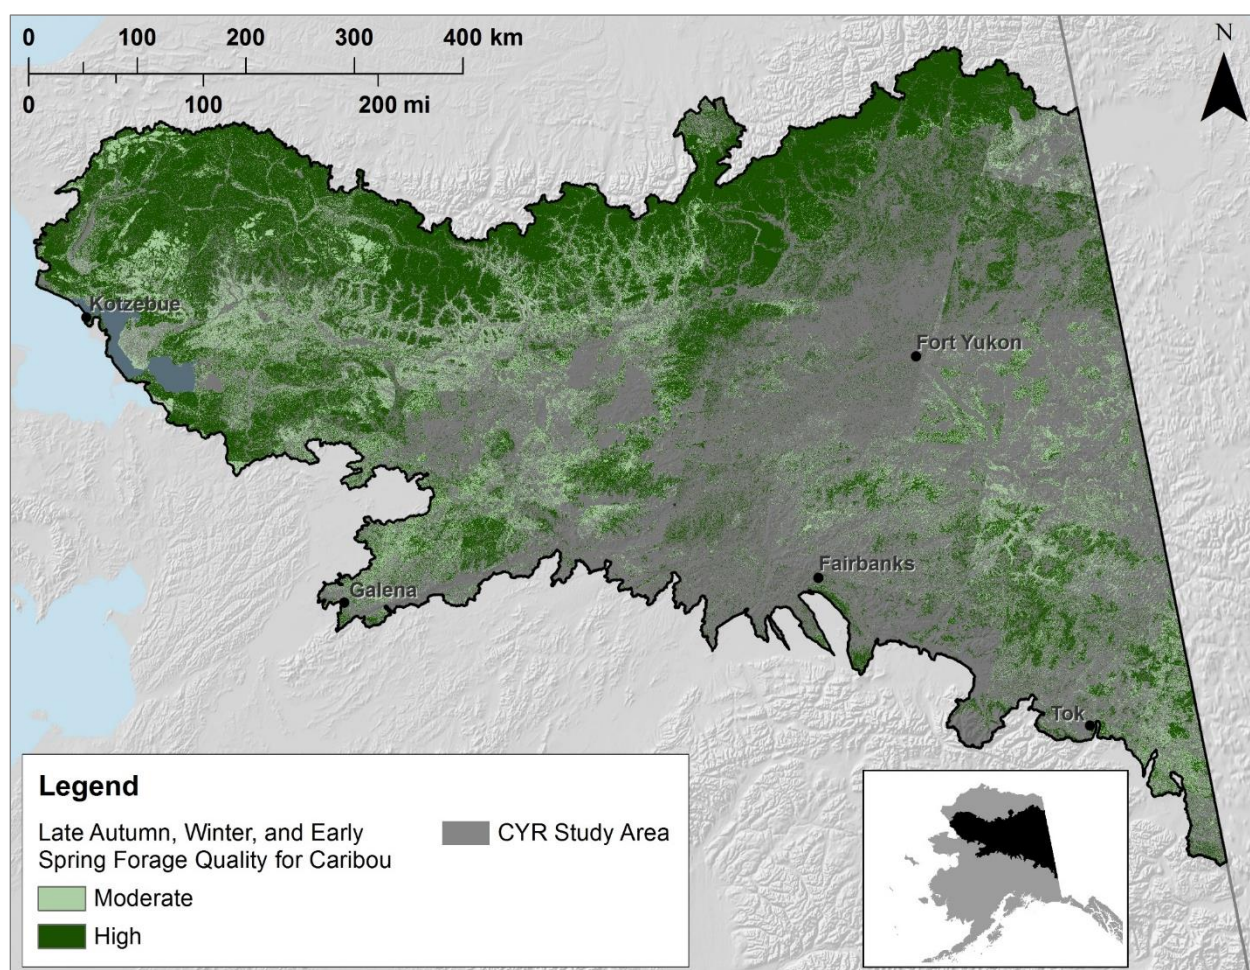 0 100 200 300 400 km
0 100 200 mi
N
Kotzebue
Fort Yukon
Fairbanks
Galena
Tok
Legend
Late Autumn, Winter, and Early
Spring Forage Quality for Caribou
Moderate
High
CYR Study Area